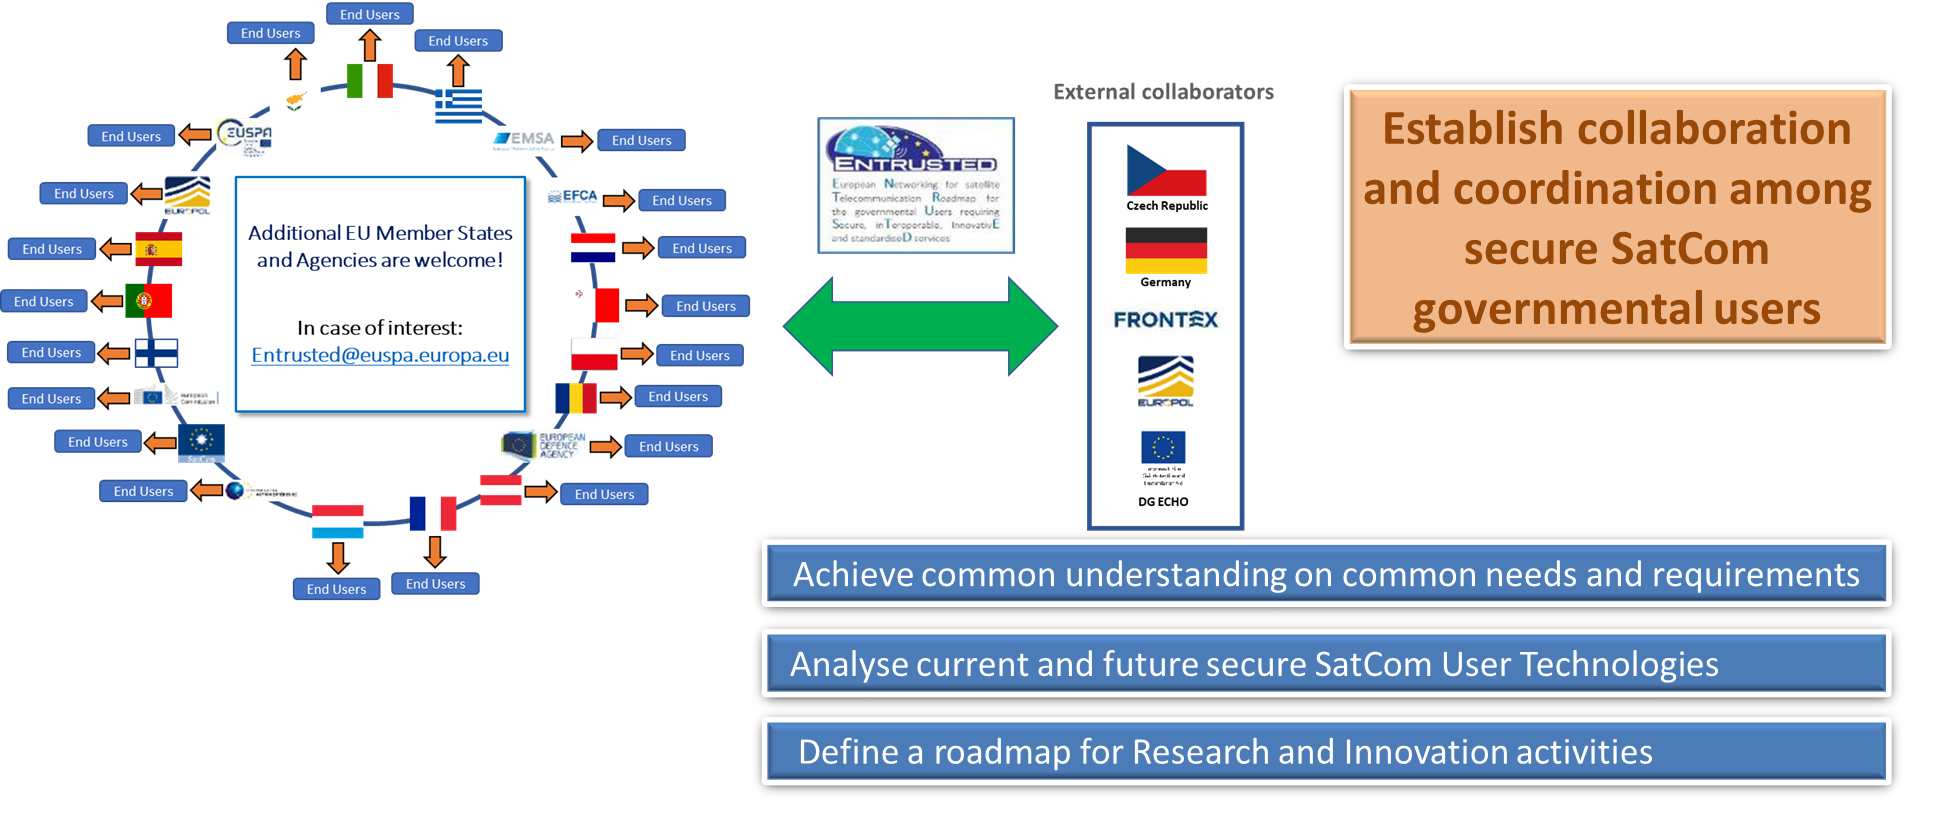 End Users
End Users
End Users
End Users
EUSPA
EMSA
End Users
End Users
EUROPOL
EFCA
End Users
End Users
End Users
End Users
End Users
End Users
End Users
European
Commission
End Users
End Users
SatCom
EUROPEAN
DEFENCE
AGENCY
End Users
End Users
End Users
End Users
End Users
Additional EU Member States
and Agencies are welcome!
In case of interest:
Entrusted@euspa.europa.eu
ENTRUSTED
European Networking for satellite
Telecommunication Roadmap for
the governmental Users requiring
Secure, inTeroperable, InnovativE
and standardiseD services
External collaborators
Czech Republic
Germany
FRONTEX
EUROPOL
DG ECHO
Establish collaboration
and coordination among
secure SatCom
governmental users
Achieve common understanding on common needs and requirements
Analyse current and future secure SatCom User Technologies
Define a roadmap for Research and Innovation activities